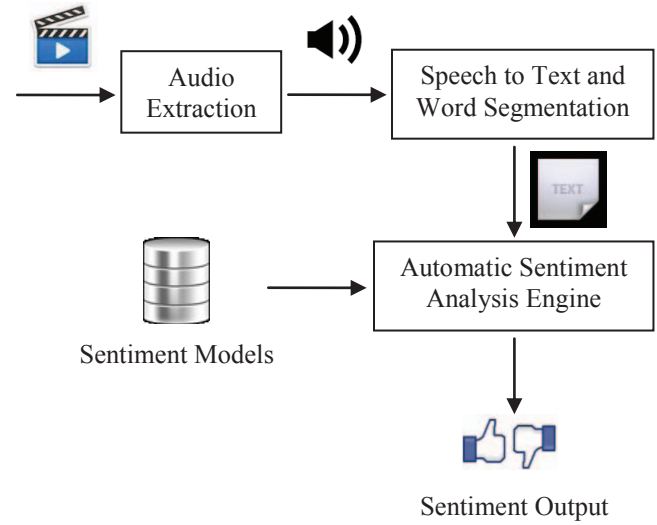 Audio
Extraction
Speech to Text and
Word Segmentation
TEXT
Automatic Sentiment
Analysis Engine
Sentiment Models
Sentiment Output